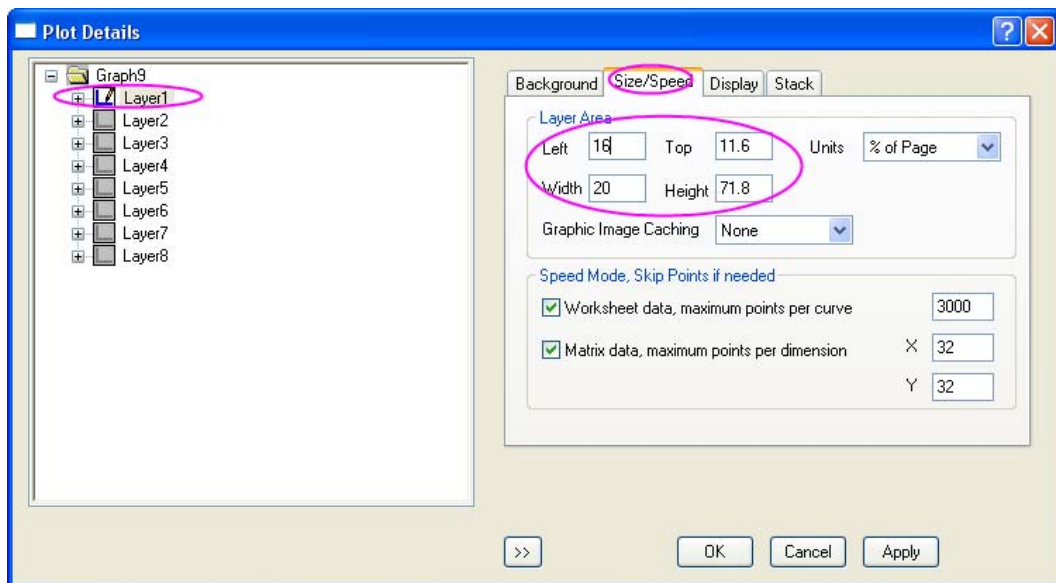 Plot Details
Graph9
Layer1
Layer2
Layer3
Layer4
Layer5
Layer6
Layer7
Layer8
Background Size/Speed Display Stack
Layer Area
Left 16 Top 11.6 Units % of Page
Width 20 Height 71.8
Graphic Image Caching None
Speed Mode, Skip Points if needed
Worksheet data, maximum points per curve 3000
Matrix data, maximum points per dimension X 32
Y 32
>> OK Cancel Apply